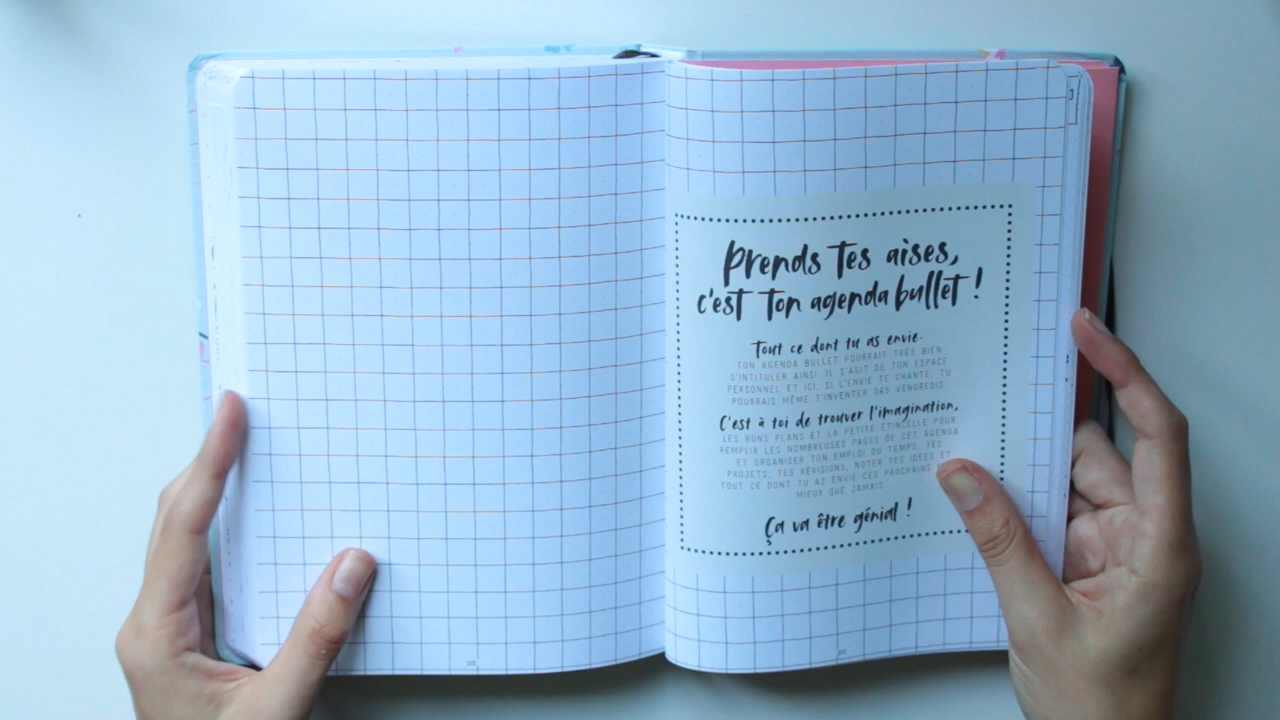 Prends tes aises,
c'est ton agenda bullet !
Tout ce dont tu as envie.
TON AGENDA BULLET POURRAIT TRÈS BIEN
S'INTITULER AINSI. IL S'AGIT DE TON ESPACE
PERSONNEL ET ICI, SI L'ENVIE TE CHANTE, TU
POURRAIS MÊME T'INVENTER 365 VENDREDIS.
C'est à toi de trouver l'imagination,
LES BONS PLANS ET LA PETITE ÉTINCELLE POUR
REMPLIR LES NOMBREUSES PAGES DE CET AGENDA
ET ORGANISER TON EMPLOI DU TEMPS, TES
PROJETS, TES RÉVISIONS, NOTER TES IDÉES ET
TOUT CE DONT TU AS ENVIE CES PROCHAINS
MIEUX QUE JAMAIS.
Ça va être génial !